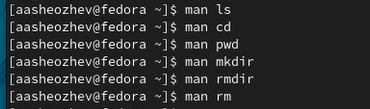 [aasheozhev@fedora ~]$ man ls
[aasheozhev@fedora ~]$ man cd
[aasheozhev@fedora ~]$ man pwd
[aasheozhev@fedora ~]$ man mkdir
[aasheozhev@fedora ~]$ man rmdir
[aasheozhev@fedora ~]$ man rm